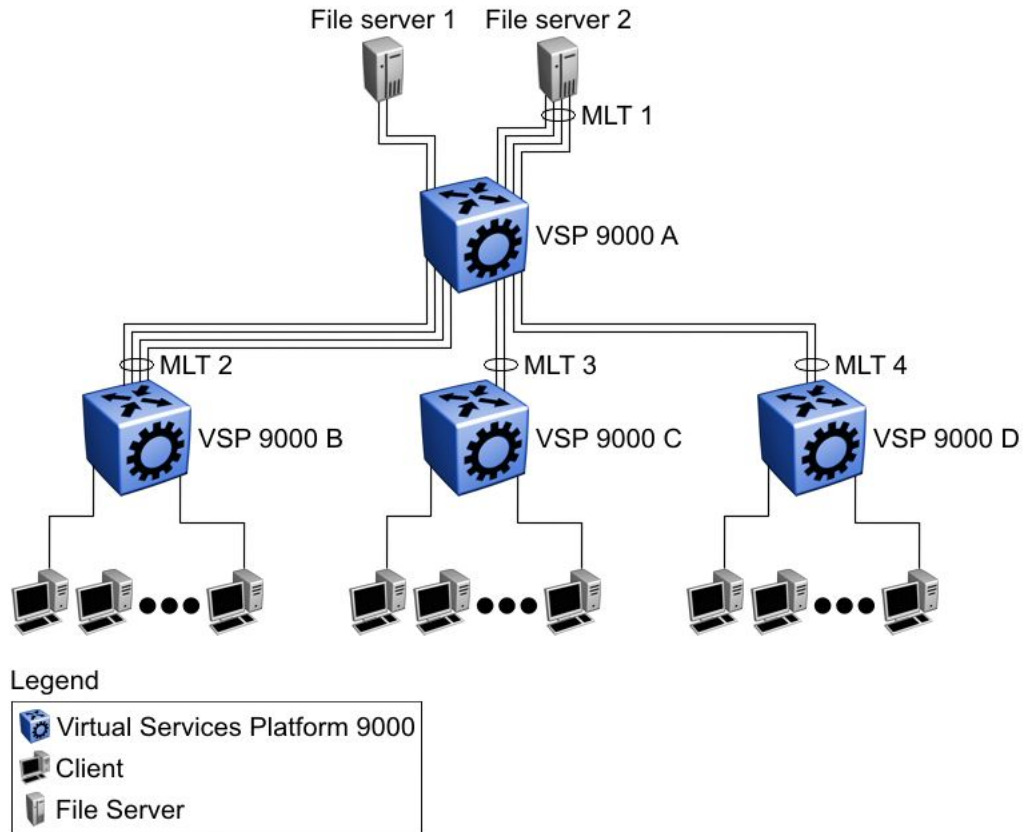 File server 1
File server 2
MLT 1
VSP 9000 A
MLT 2
MLT 3
MLT 4
VSP 9000 B
VSP 9000 C
VSP 9000 D
Legend
Virtual Services Platform 9000
Client
File Server